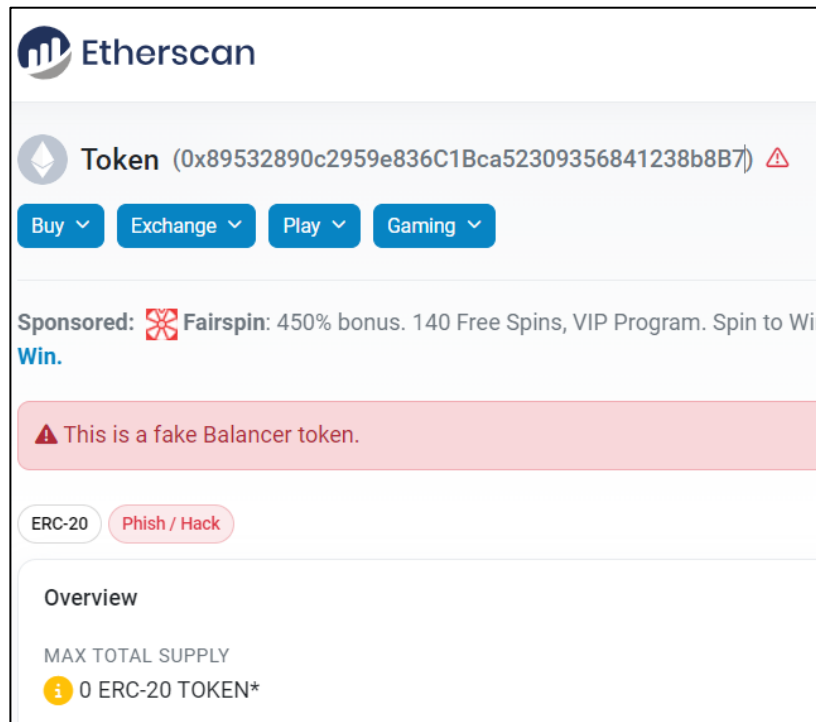 Etherscan
Token (0x89532890c2959e836C1Bca52309356841238b8B7)
Buy Exchange Play Gaming
Sponsored: Fairspin: 450% bonus. 140 Free Spins, VIP Program. Spin to Wi
Win.
This is a fake Balancer token.
ERC-20 Phish / Hack
Overview
MAX TOTAL SUPPLY
0 ERC-20 TOKEN*